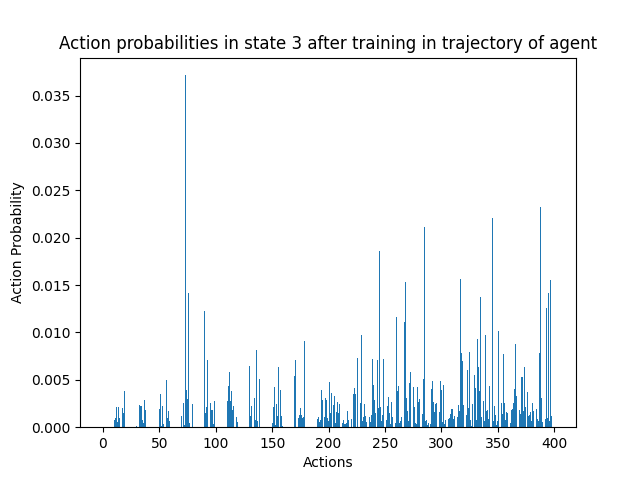 Action probabilities in state 3 after training in trajectory of agent
0.035
0.030
0.025
0.020
0.015
0.010
0.005
0.000
Action Probability
0 50 100 150 200 250 300 350 400
Actions